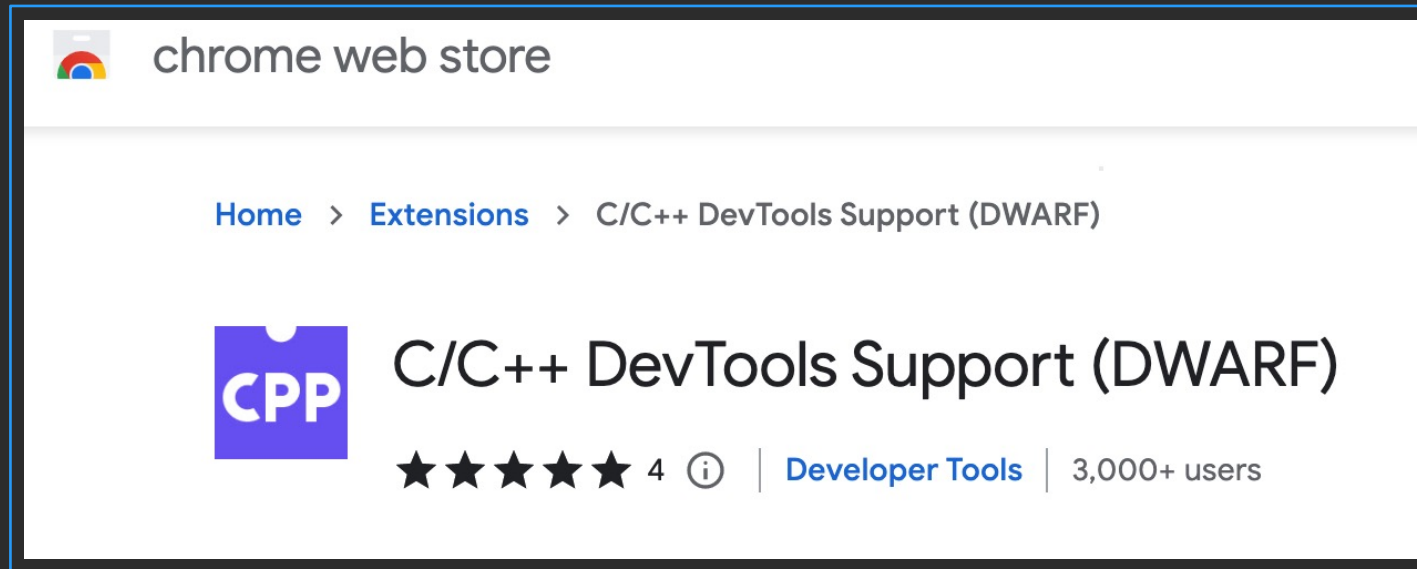 chrome web store
Home > Extensions > C/C++ DevTools Support (DWARF)
CPP
C/C++ DevTools Support (DWARF)
4 Developer Tools 3,000+ users